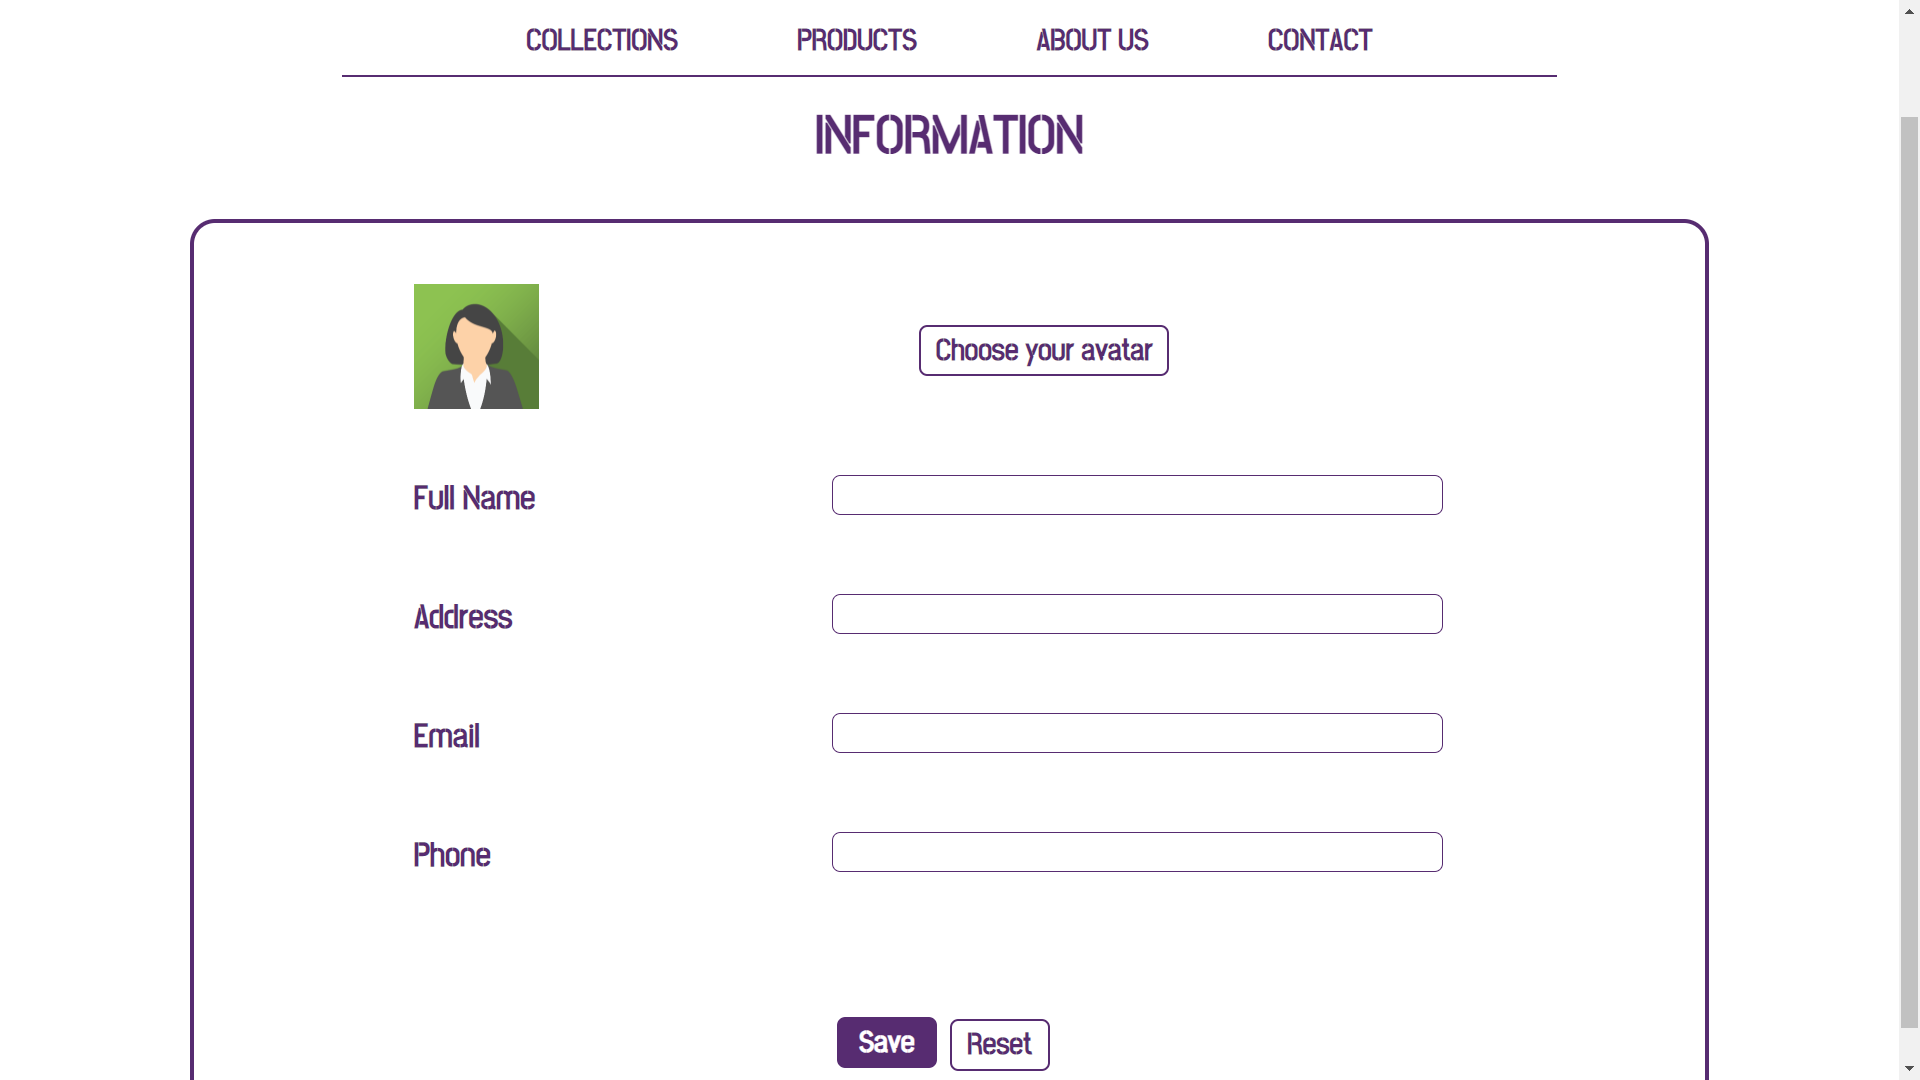 COLLECTIONS PRODUCTS ABOUT US CONTACT
INFORMATION
Choose your avatar
Full Name
Address
Email
Phone
Save Reset